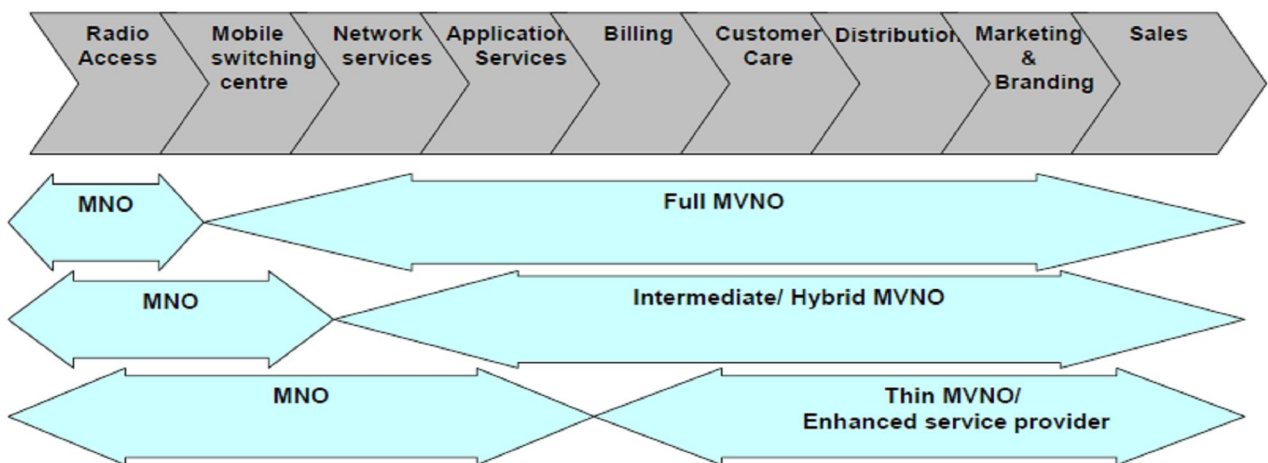 Radio
Access
Mobile
switching
centre
Network
services
Application
Services
Billing
Customer
Care
Distribution
Marketing
&
Branding
Sales
MNO
Full MVNO
MNO
Intermediate/ Hybrid MVNO
MNO
Thin MVNO/
Enhanced service provider